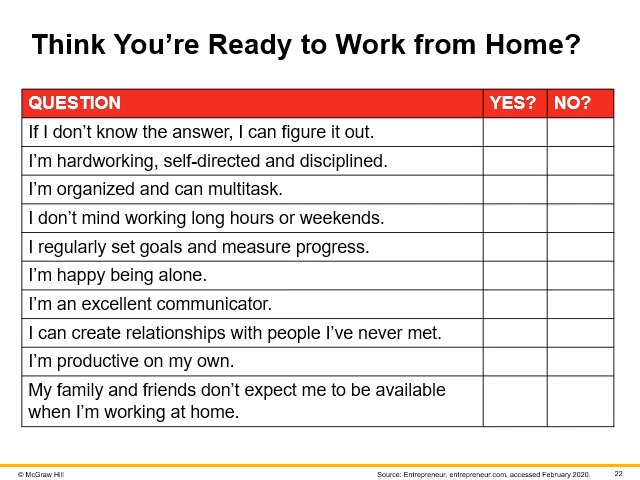 Think You’re Ready to Work from Home?
QUESTION YES? NO?
If I don’t know the answer, I can figure it out.
I’m hardworking, self-directed and disciplined.
I’m organized and can multitask.
I don’t mind working long hours or weekends.
I regularly set goals and measure progress.
I’m happy being alone.
I’m an excellent communicator.
I can create relationships with people I’ve never met.
I’m productive on my own.
My family and friends don’t expect me to be available
when I’m working at home.
© McGraw Hill Source: Entrepreneur, entrepreneur.com, accessed February 2020. 22